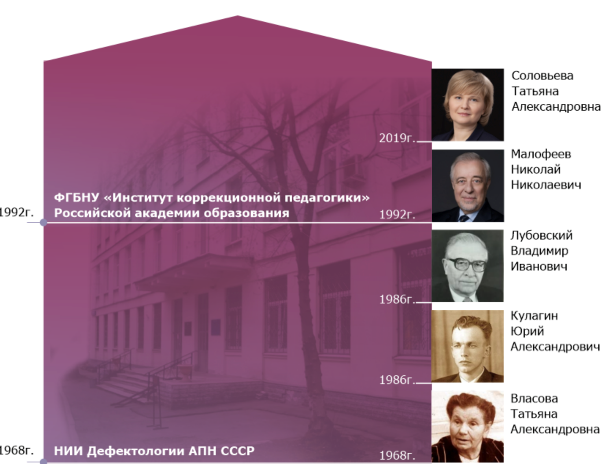 Соловьева
Татьяна
Александровна
2019г.
Малофеев
Николай
Николаевич
ФГБНУ «Институт коррекционной педагогики»
Российской академии образования
1992г.
1992г.
Лубовский
Владимир
Иванович
1986г.
Кулагин
Юрий
Александрович
1986г.
Власова
Татьяна
Александровна
НИИ Дефектологии АПН СССР
1968г.
1968г.